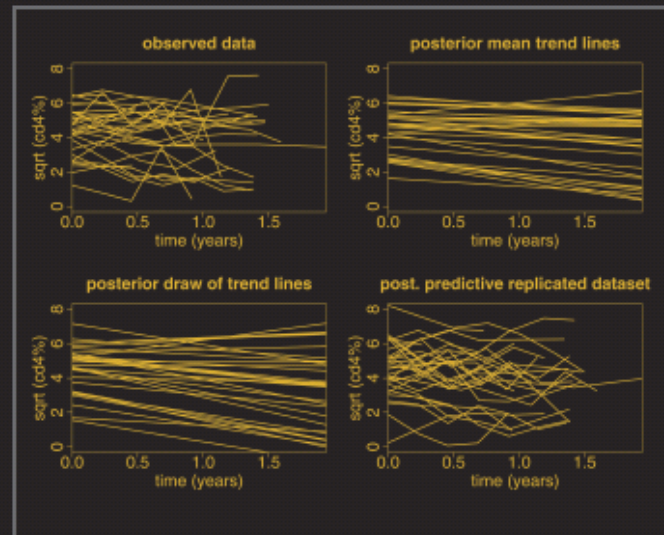 observed data
posterior mean trend lines
8
6
4
2
0
sqrt (cd4%)
0.0 0.5 1.0 1.5
time (years)
8
6
4
2
0
sqrt (cd4%)
0.0 0.5 1.0 1.5
time (years)
posterior draw of trend lines
post. predictive replicated dataset
8
6
4
2
0
sqrt (cd4%)
0.0 0.5 1.0 1.5
time (years)
8
6
4
2
0
sqrt (cd4%)
0.0 0.5 1.0 1.5
time (years)